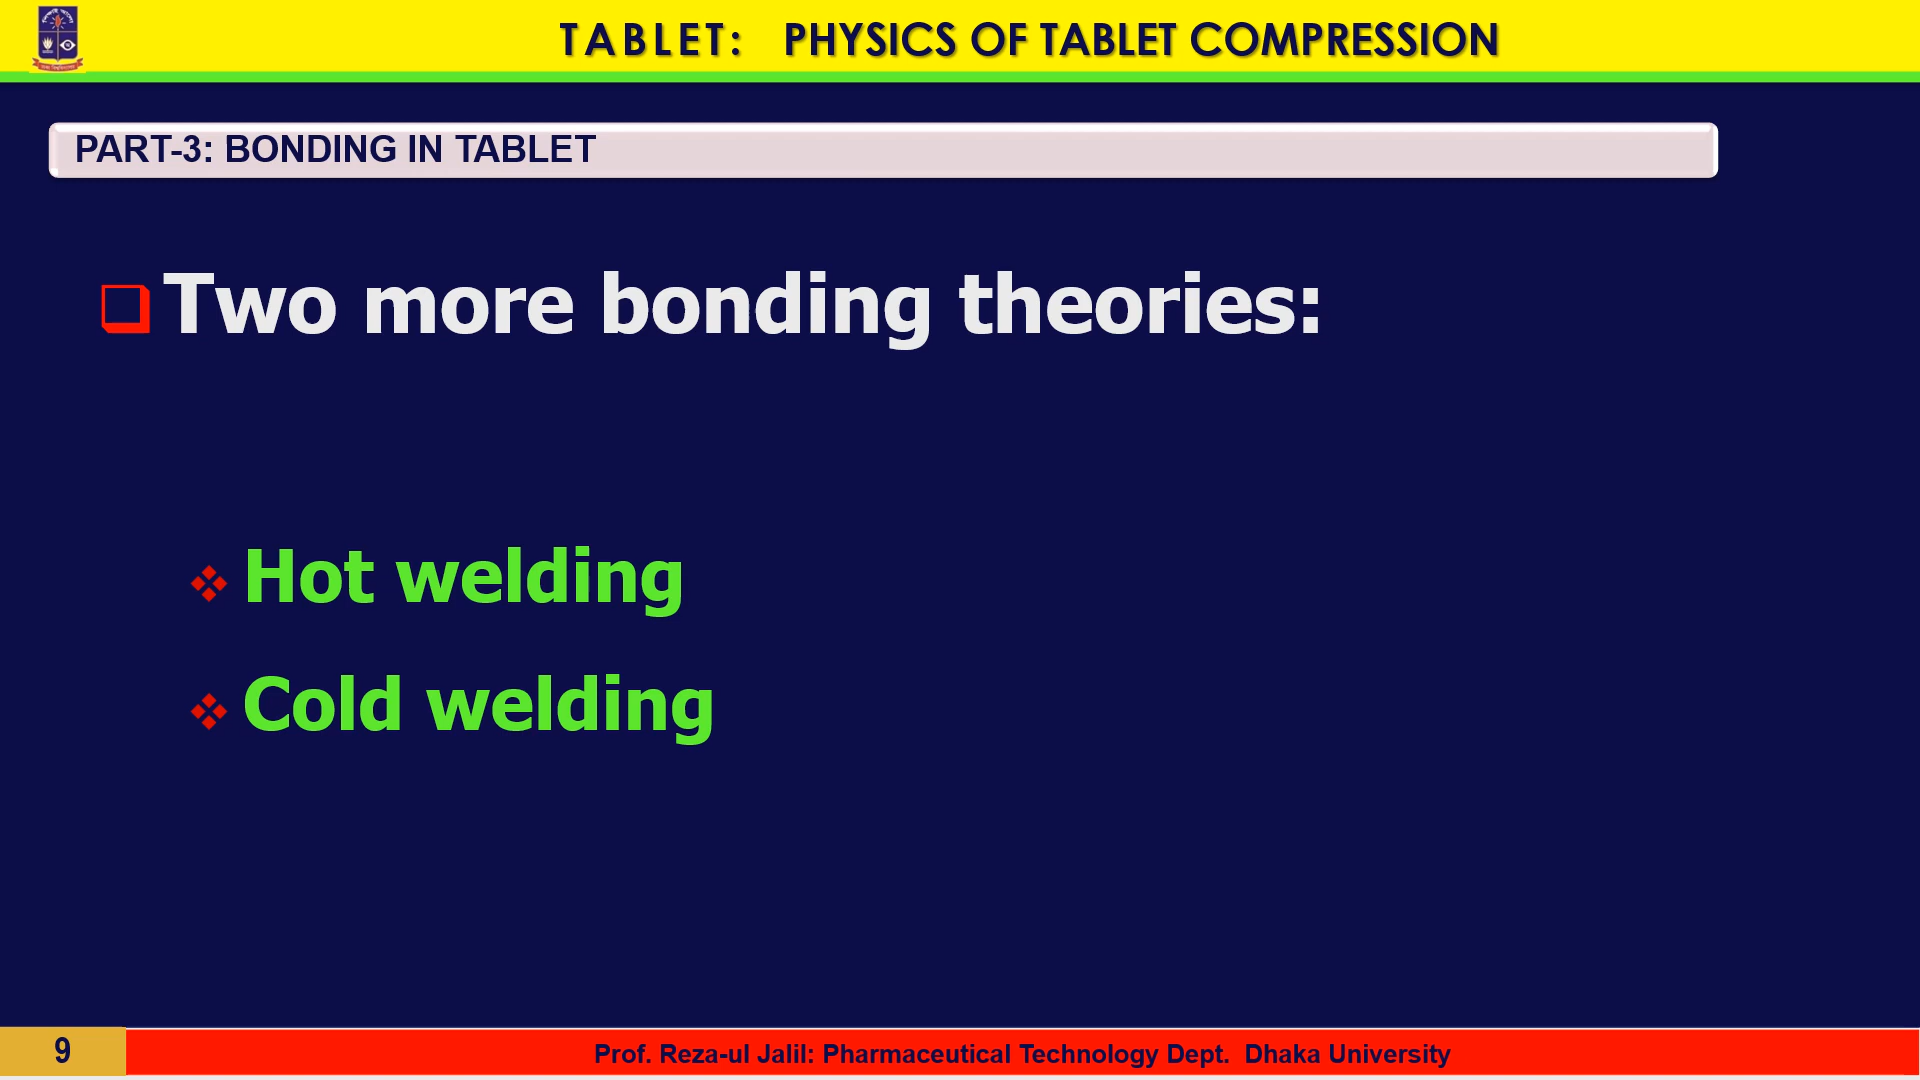 TABLET: PHYSICS OF TABLET COMPRESSION
PART-3: BONDING IN TABLET
Two more bonding theories:
Hot welding
Cold welding
9
Prof. Reza-ul Jalil: Pharmaceutical Technology Dept. Dhaka University